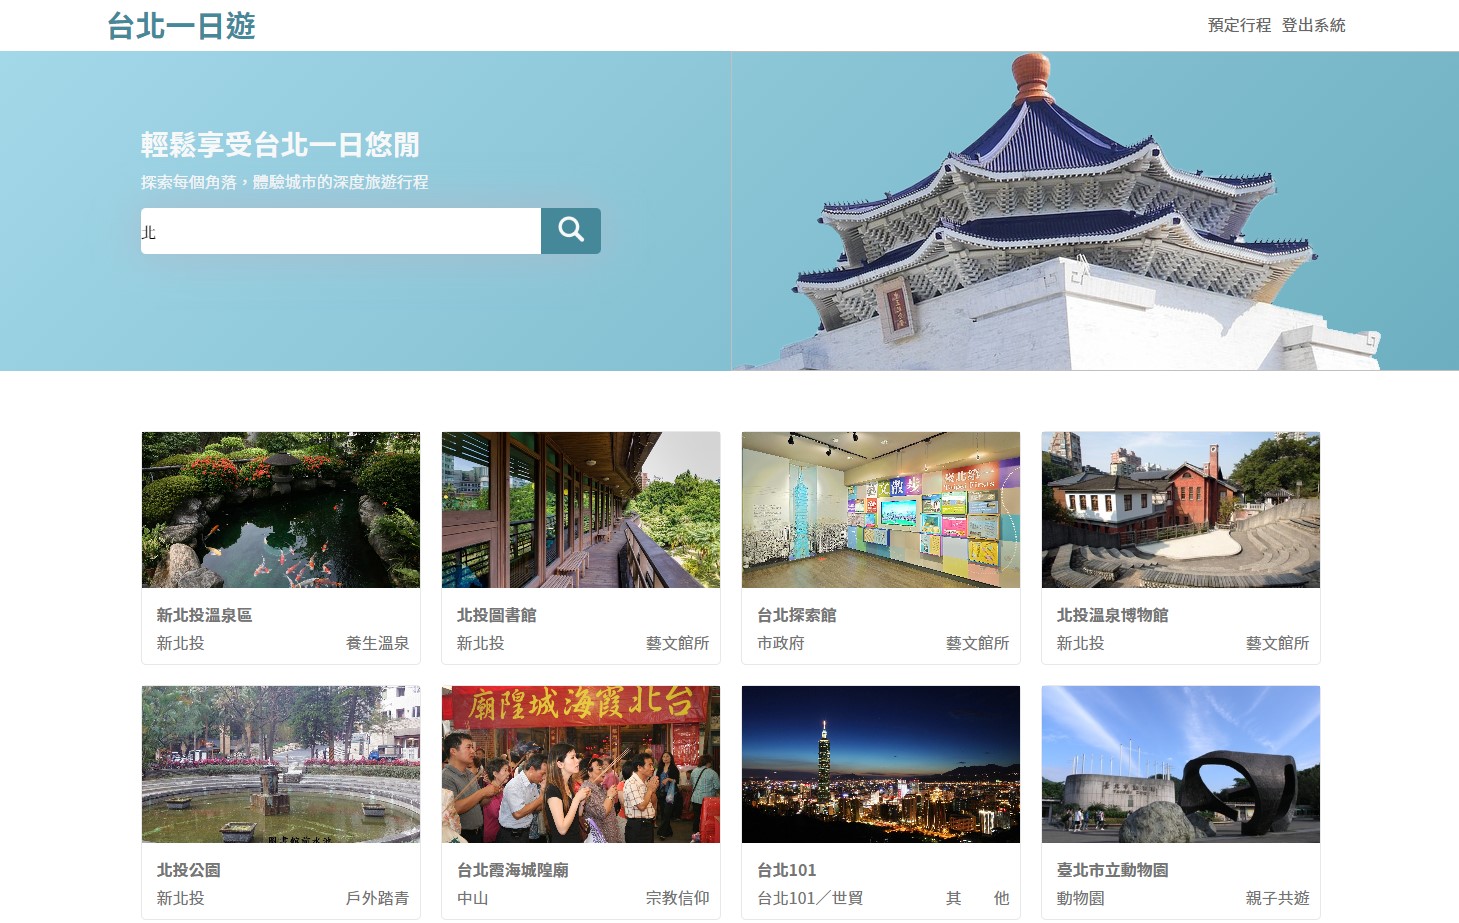 台北一日遊
預定行程 登出系統
輕鬆享受台北一日悠閒
探索每個角落，體驗城市的深度旅遊行程
北
新北投溫泉區
新北投 養生溫泉
北投圖書館
新北投 藝文館所
台北探索館
市政府 藝文館所
北投溫泉博物館
新北投 藝文館所
台北霞海城隍廟
北投公園
新北投 戶外踏青
台北霞海城隍廟
中山 宗教信仰
台北101
台北101／世貿 其 他
臺北市立動物園
動物園 親子共遊